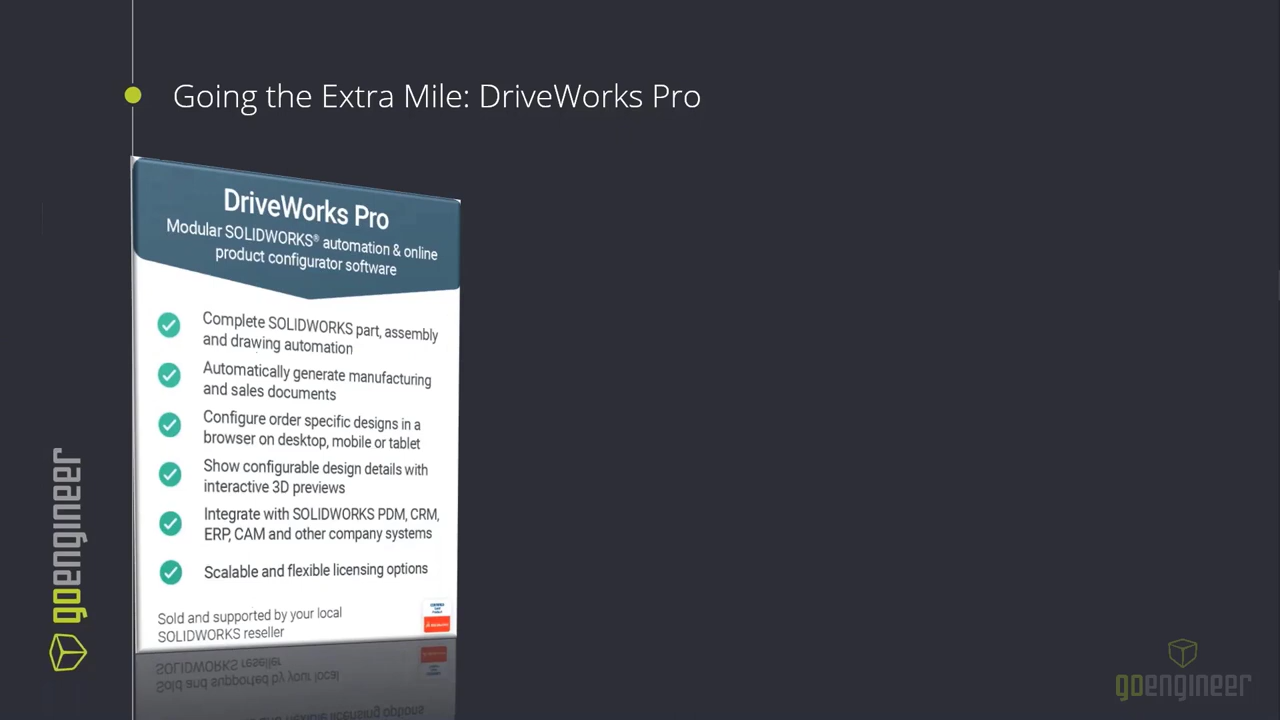 Going the Extra Mile: DriveWorks Pro
DriveWorks Pro
Modular SOLIDWORKS® automation & online
product configurator software
Complete SOLIDWORKS part, assembly
and drawing automation
Automatically generate manufacturing
and sales documents
Configure order specific designs in a
browser on desktop, mobile or tablet
Show configurable design details with
interactive 3D previews
Integrate with SOLIDWORKS PDM, CRM,
ERP, CAM and other company systems
Scalable and flexible licensing options
Sold and supported by your local
SOLIDWORKS reseller
goengineer
goengineer